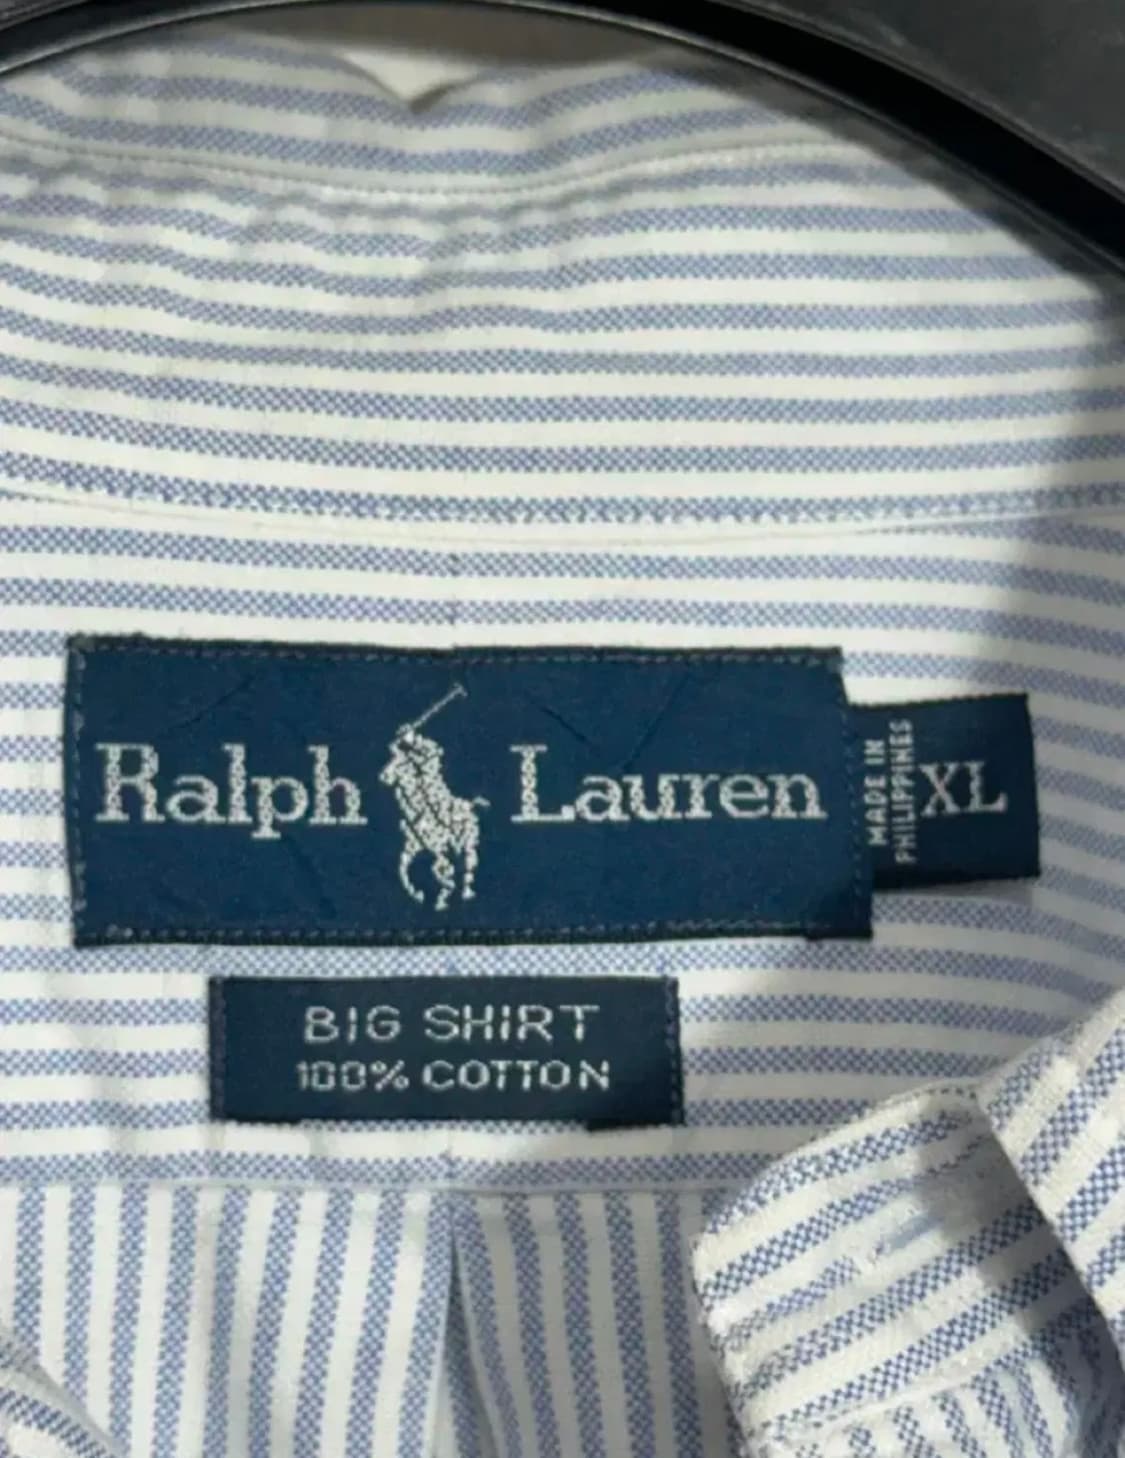 Ralph Lauren
MADE IN
PHILIPPINES
XL
BIG SHIRT
100% COTTON